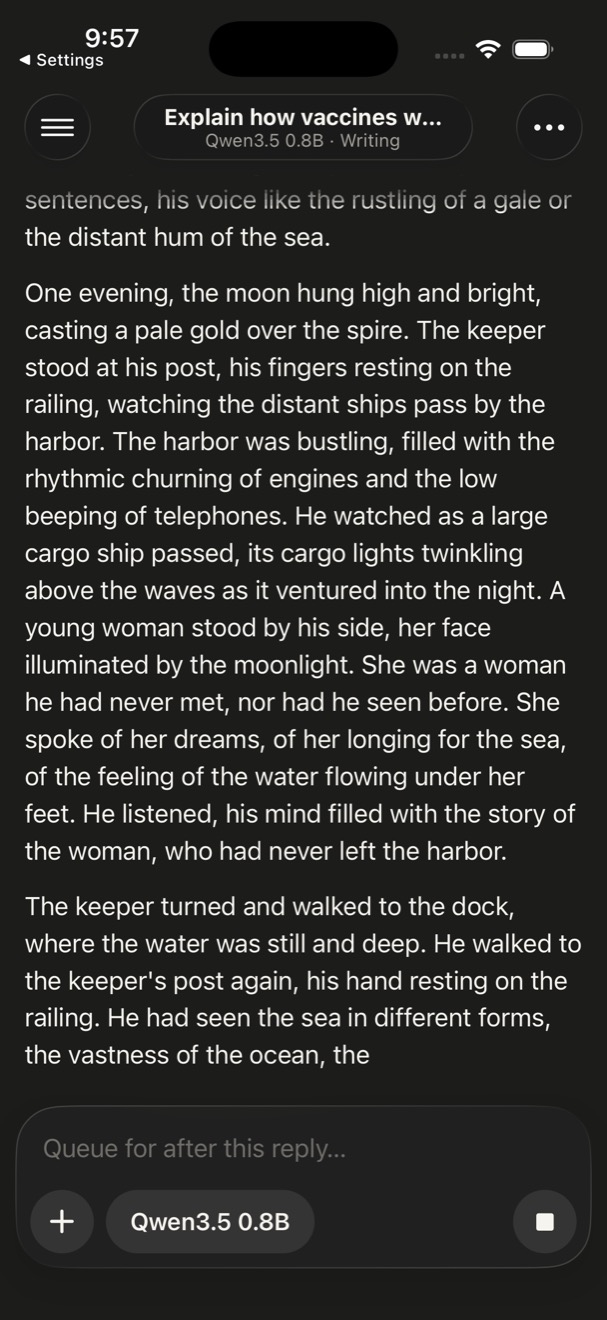 9:57
◀ Settings
Explain how vaccines w...
Qwen3.5 0.8B · Writing
sentences, his voice like the rustling of a gale or
the distant hum of the sea.
One evening, the moon hung high and bright,
casting a pale gold over the spire. The keeper
stood at his post, his fingers resting on the
railing, watching the distant ships pass by the
harbor. The harbor was bustling, filled with the
rhythmic churning of engines and the low
beeping of telephones. He watched as a large
cargo ship passed, its cargo lights twinkling
above the waves as it ventured into the night. A
young woman stood by his side, her face
illuminated by the moonlight. She was a woman
he had never met, nor had he seen before. She
spoke of her dreams, of her longing for the sea,
of the feeling of the water flowing under her
feet. He listened, his mind filled with the story of
the woman, who had never left the harbor.
The keeper turned and walked to the dock,
where the water was still and deep. He walked to
the keeper's post again, his hand resting on the
railing. He had seen the sea in different forms,
the vastness of the ocean, the
Queue for after this reply...
Qwen3.5 0.8B